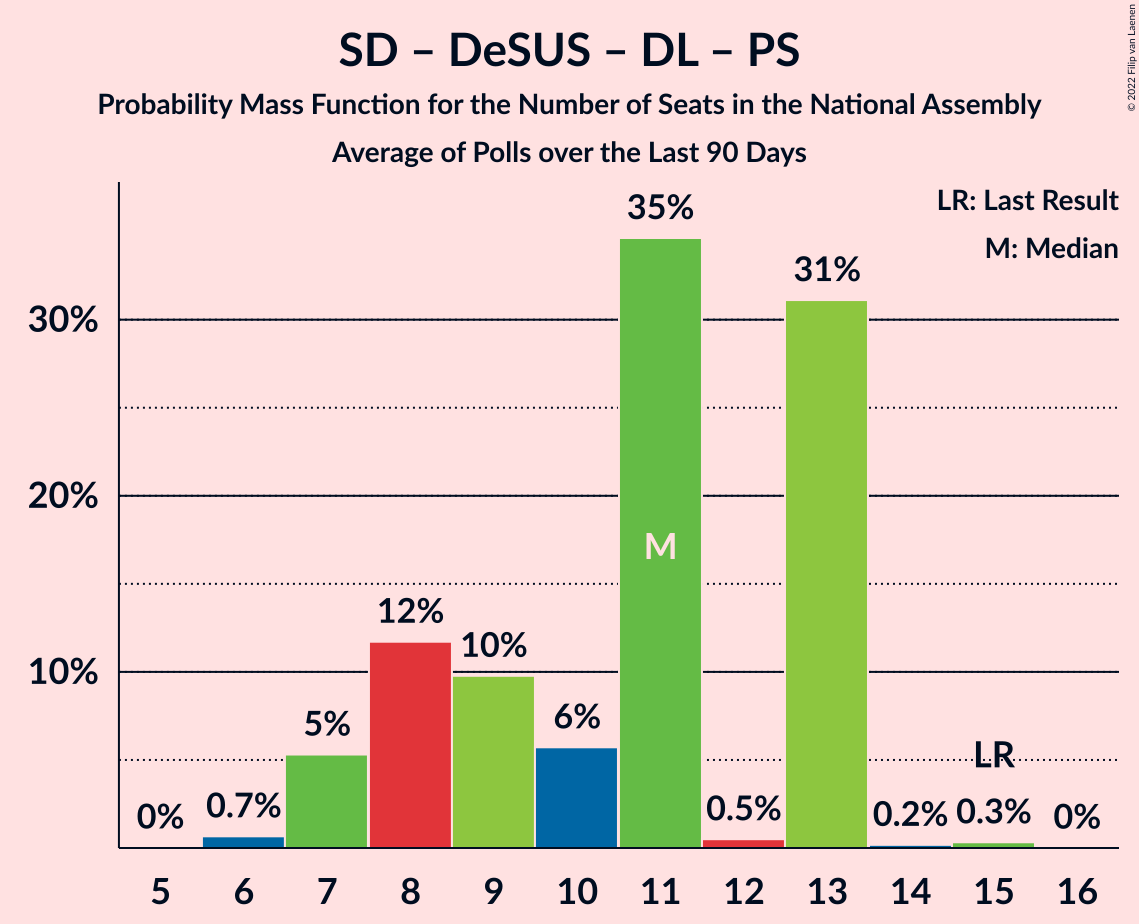 SD – DeSUS – DL – PS
Probability Mass Function for the Number of Seats in the National Assembly
Average of Polls over the Last 90 Days
© 2022 Filip van Laenen
LR: Last Result
M: Median
30%
20%
10%
0%
0.7%
5%
12%
10%
6%
35%
M
0.5%
31%
0.2%
LR
0.3%
0%
5 6 7 8 9 10 11 12 13 14 15 16